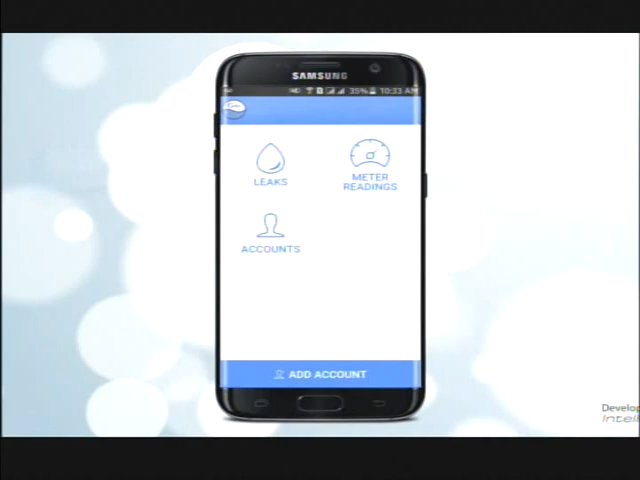 SAMSUNG
35% 10:33 AM
LEAKS
METER
READINGS
ACCOUNTS
ADD ACCOUNT
Develop
Intell